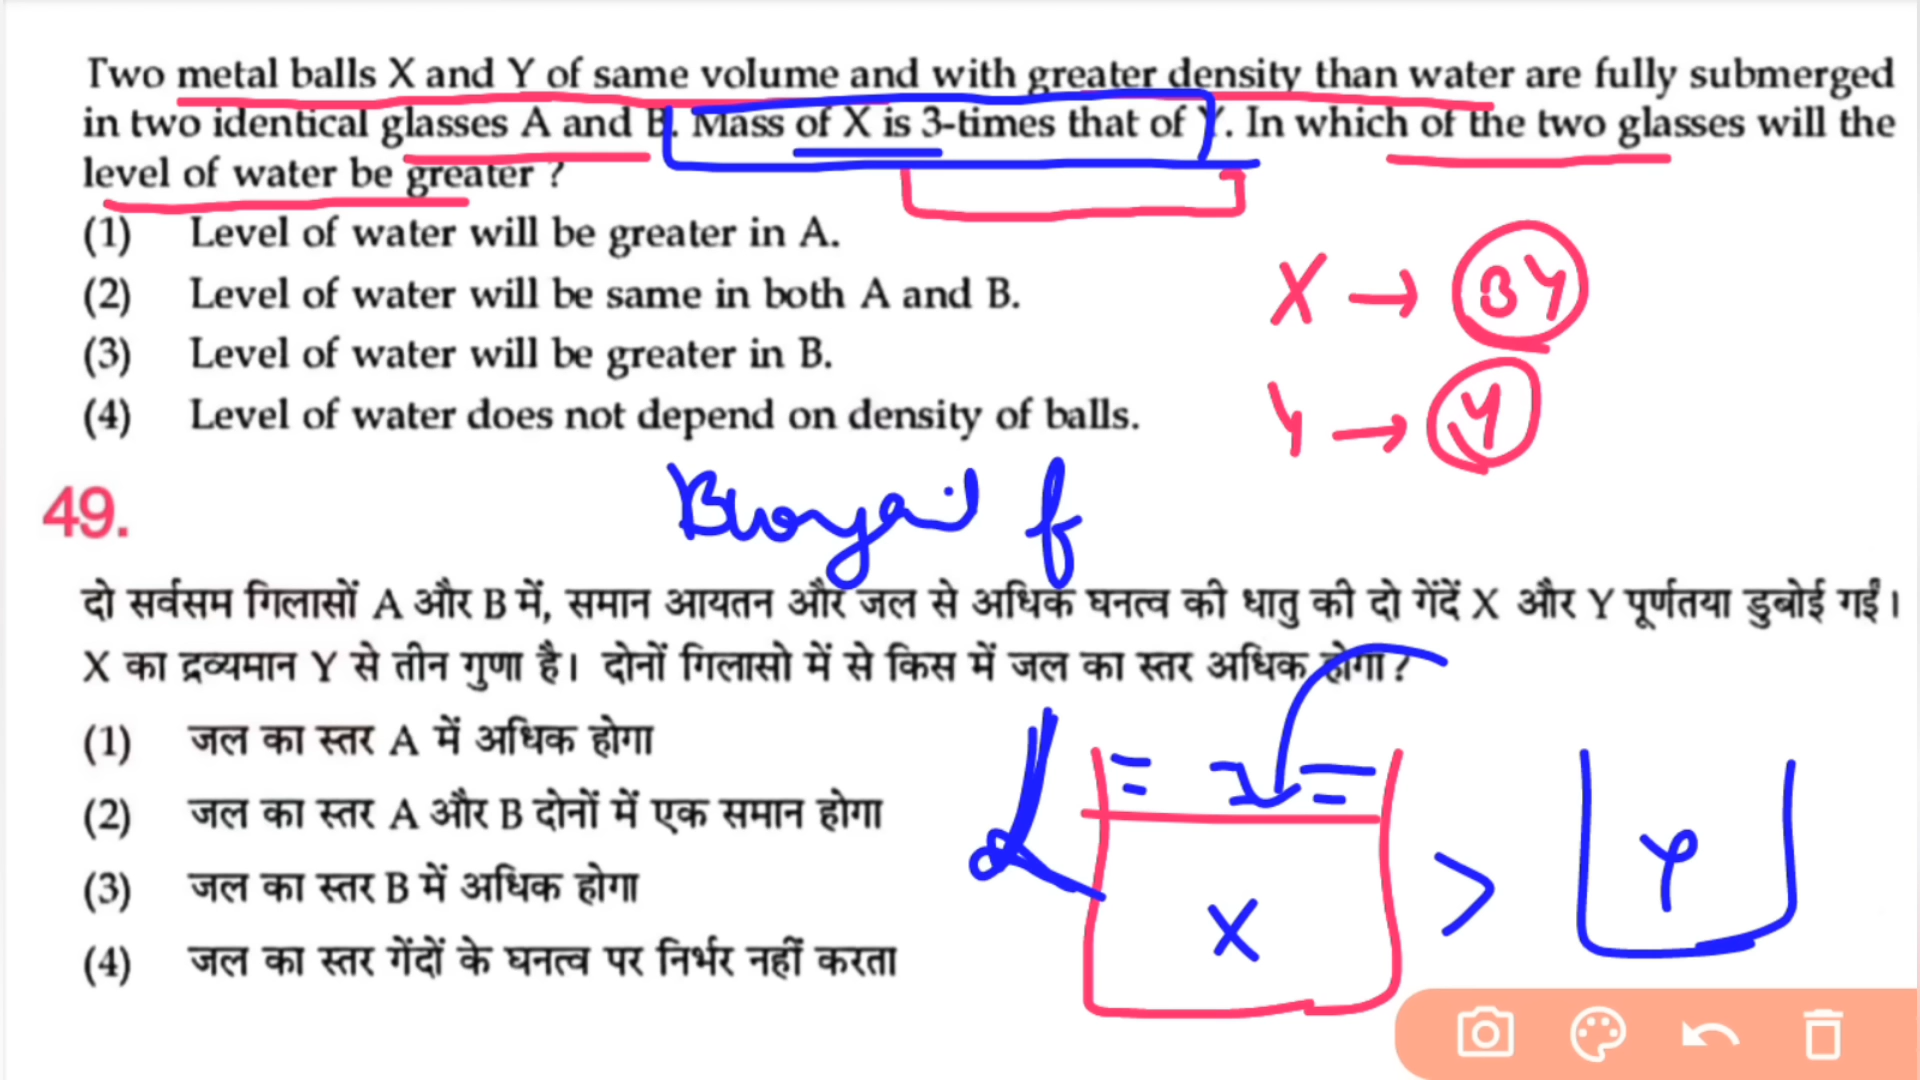 Two metal balls X and Y of same volume and with greater density than water are fully submerged
in two identical glasses A and B. Mass of X is 3-times that of Y. In which of the two glasses will the
level of water be greater ?
(1) Level of water will be greater in A.
(2) Level of water will be same in both A and B.
(3) Level of water will be greater in B.
(4) Level of water does not depend on density of balls.
X → 3Y
Y → Y
49.
दो सर्वसम गिलासों A और B में, समान आयतन और जल से अधिक घनत्व की धातु की दो गेंदें X और Y पूर्णतया डुबोई गईं।
X का द्रव्यमान Y से तीन गुणा है। दोनों गिलासो में से किस में जल का स्तर अधिक होगा?
(1) जल का स्तर A में अधिक होगा
(2) जल का स्तर A और B दोनों में एक समान होगा
(3) जल का स्तर B में अधिक होगा
(4) जल का स्तर गेंदों के घनत्व पर निर्भर नहीं करता
X > Y